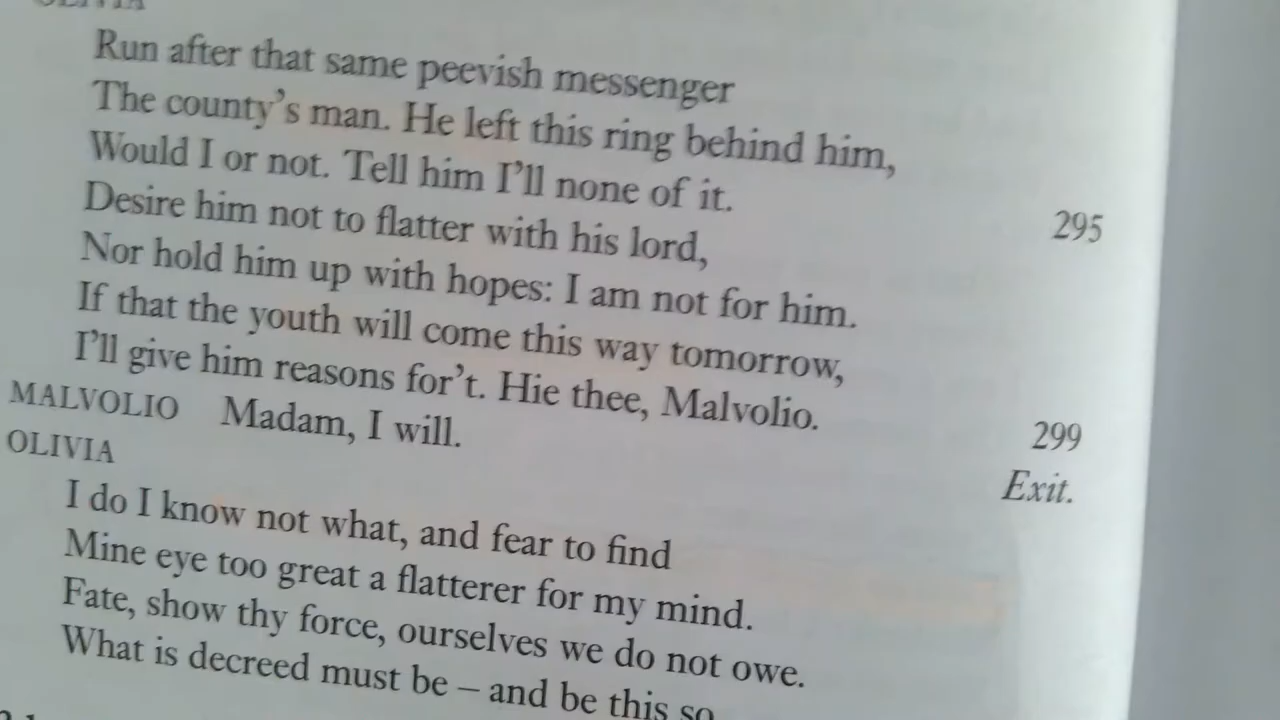 OLIVIA
Run after that same peevish messenger
The county's man. He left this ring behind him,
Would I or not. Tell him I'll none of it.
Desire him not to flatter with his lord, 295
Nor hold him up with hopes: I am not for him.
If that the youth will come this way tomorrow,
I'll give him reasons for't. Hie thee, Malvolio.
MALVOLIO Madam, I will. 299
OLIVIA Exit.
I do I know not what, and fear to find
Mine eye too great a flatterer for my mind.
Fate, show thy force, ourselves we do not owe.
What is decreed must be – and be this so